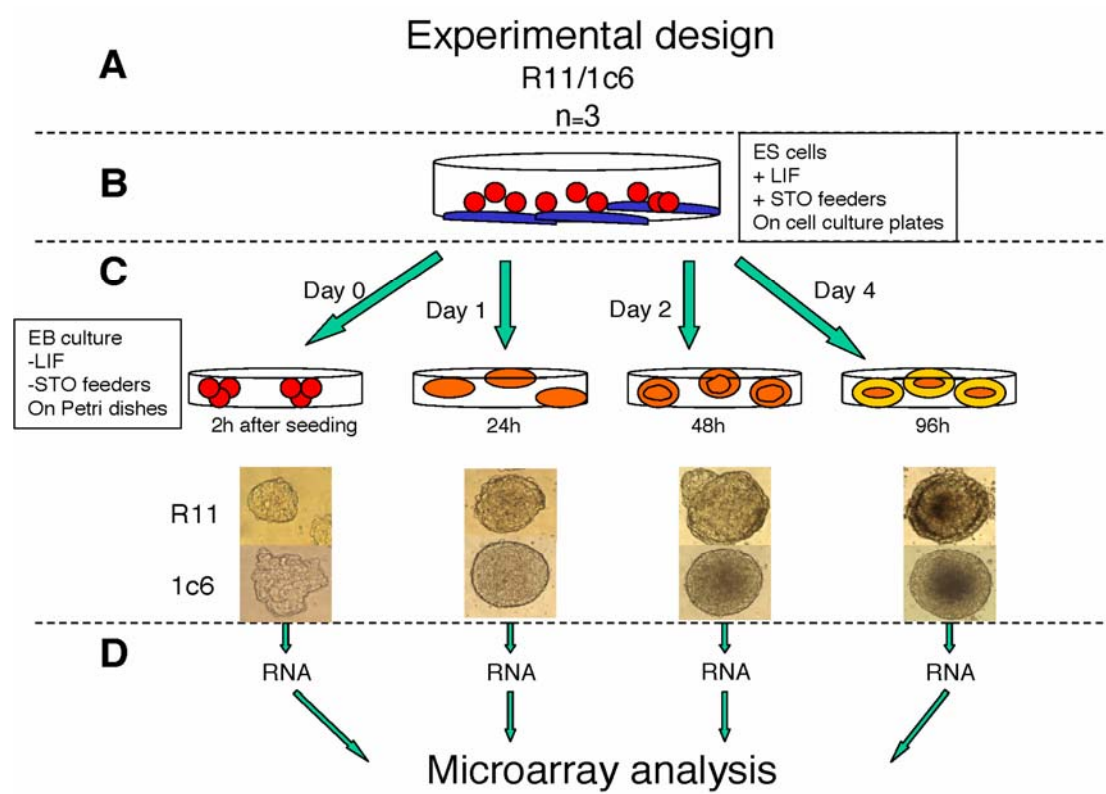 Experimental design
A
R11/1c6
n=3
B
ES cells
+ LIF
+ STO feeders
On cell culture plates
C
Day 0
Day 1
Day 2
Day 4
EB culture
-LIF
-STO feeders
On Petri dishes
2h after seeding
24h
48h
96h
R11
1c6
D
RNA
RNA
RNA
RNA
Microarray analysis